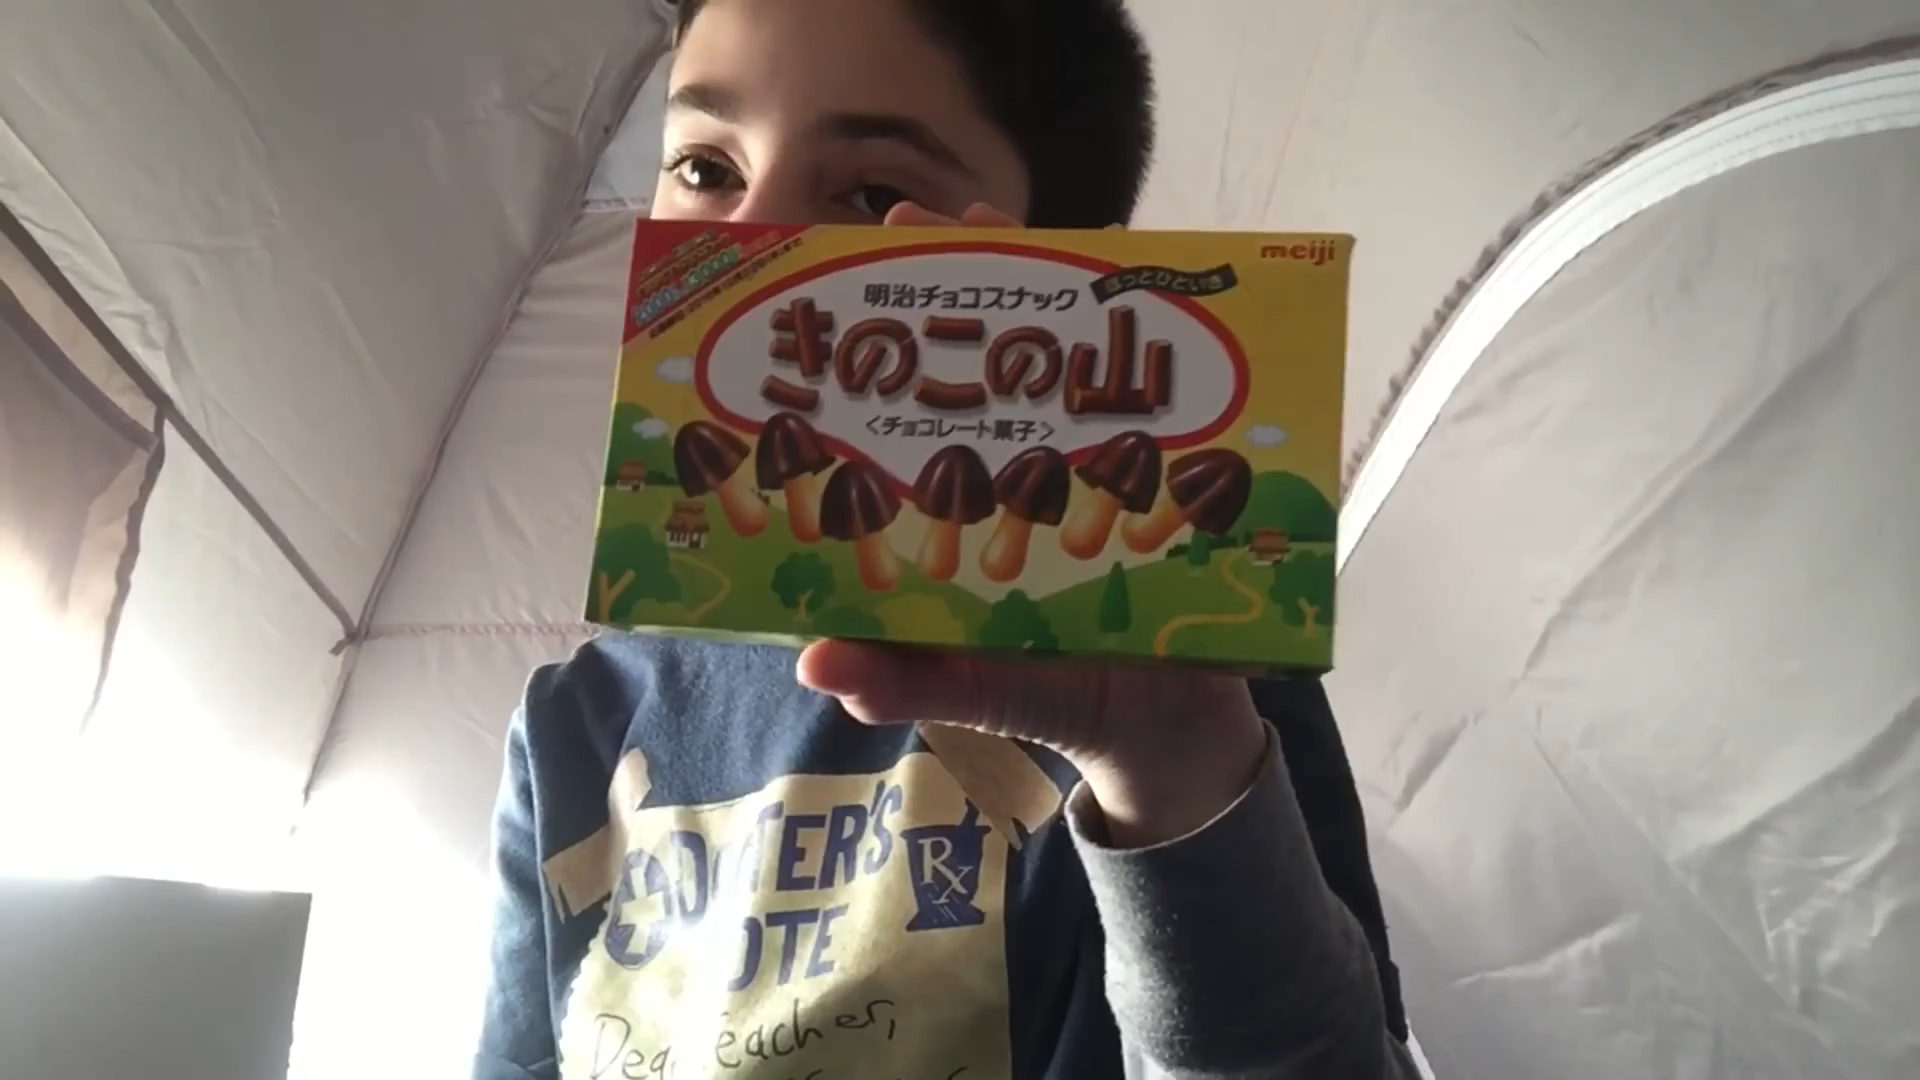 meiji
ほっとひといき
明治チョコスナック
きのこの山
<チョコレート菓子>
DOCTER'S
Rx
Dear Teacher,